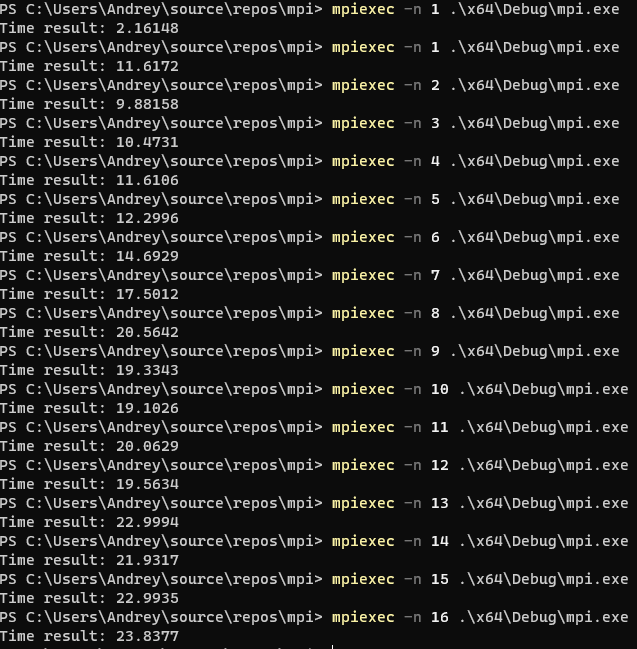 PS C:\Users\Andrey\source\repos\mpi> mpiexec -n 1 .\x64\Debug\mpi.exe
Time result: 2.16148
PS C:\Users\Andrey\source\repos\mpi> mpiexec -n 1 .\x64\Debug\mpi.exe
Time result: 11.6172
PS C:\Users\Andrey\source\repos\mpi> mpiexec -n 2 .\x64\Debug\mpi.exe
Time result: 9.88158
PS C:\Users\Andrey\source\repos\mpi> mpiexec -n 3 .\x64\Debug\mpi.exe
Time result: 10.4731
PS C:\Users\Andrey\source\repos\mpi> mpiexec -n 4 .\x64\Debug\mpi.exe
Time result: 11.6106
PS C:\Users\Andrey\source\repos\mpi> mpiexec -n 5 .\x64\Debug\mpi.exe
Time result: 12.2996
PS C:\Users\Andrey\source\repos\mpi> mpiexec -n 6 .\x64\Debug\mpi.exe
Time result: 14.6929
PS C:\Users\Andrey\source\repos\mpi> mpiexec -n 7 .\x64\Debug\mpi.exe
Time result: 17.5012
PS C:\Users\Andrey\source\repos\mpi> mpiexec -n 8 .\x64\Debug\mpi.exe
Time result: 20.5642
PS C:\Users\Andrey\source\repos\mpi> mpiexec -n 9 .\x64\Debug\mpi.exe
Time result: 19.3343
PS C:\Users\Andrey\source\repos\mpi> mpiexec -n 10 .\x64\Debug\mpi.exe
Time result: 19.1026
PS C:\Users\Andrey\source\repos\mpi> mpiexec -n 11 .\x64\Debug\mpi.exe
Time result: 20.0629
PS C:\Users\Andrey\source\repos\mpi> mpiexec -n 12 .\x64\Debug\mpi.exe
Time result: 19.5634
PS C:\Users\Andrey\source\repos\mpi> mpiexec -n 13 .\x64\Debug\mpi.exe
Time result: 22.9994
PS C:\Users\Andrey\source\repos\mpi> mpiexec -n 14 .\x64\Debug\mpi.exe
Time result: 21.9317
PS C:\Users\Andrey\source\repos\mpi> mpiexec -n 15 .\x64\Debug\mpi.exe
Time result: 22.9935
PS C:\Users\Andrey\source\repos\mpi> mpiexec -n 16 .\x64\Debug\mpi.exe
Time result: 23.8377